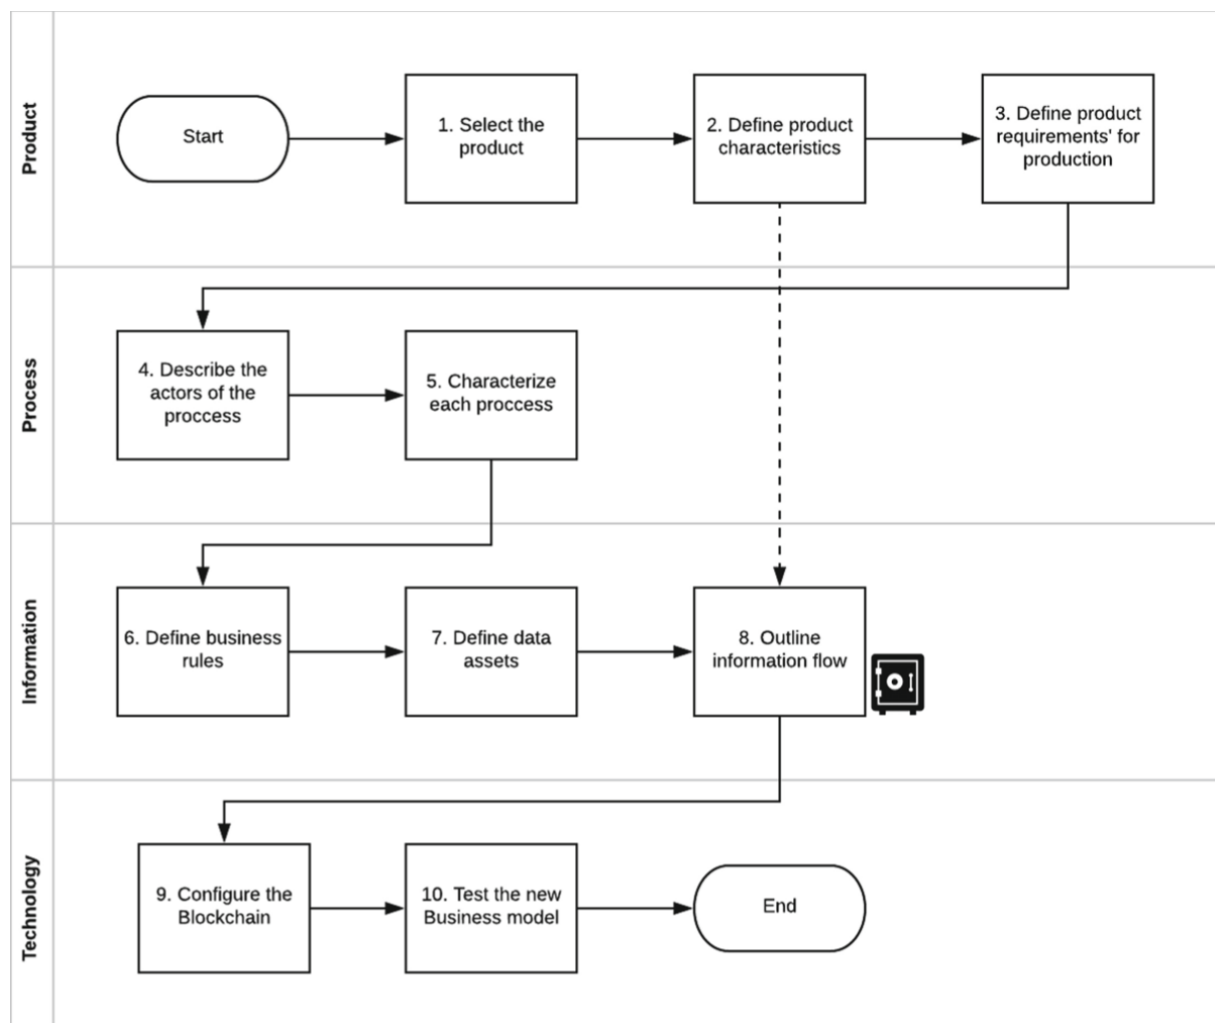 Product
Start
1. Select the
product
2. Define product
characteristics
3. Define product
requirements' for
production
Process
4. Describe the
actors of the
proccess
5. Characterize
each proccess
Information
6. Define business
rules
7. Define data
assets
8. Outline
information flow
Technology
9. Configure the
Blockchain
10. Test the new
Business model
End